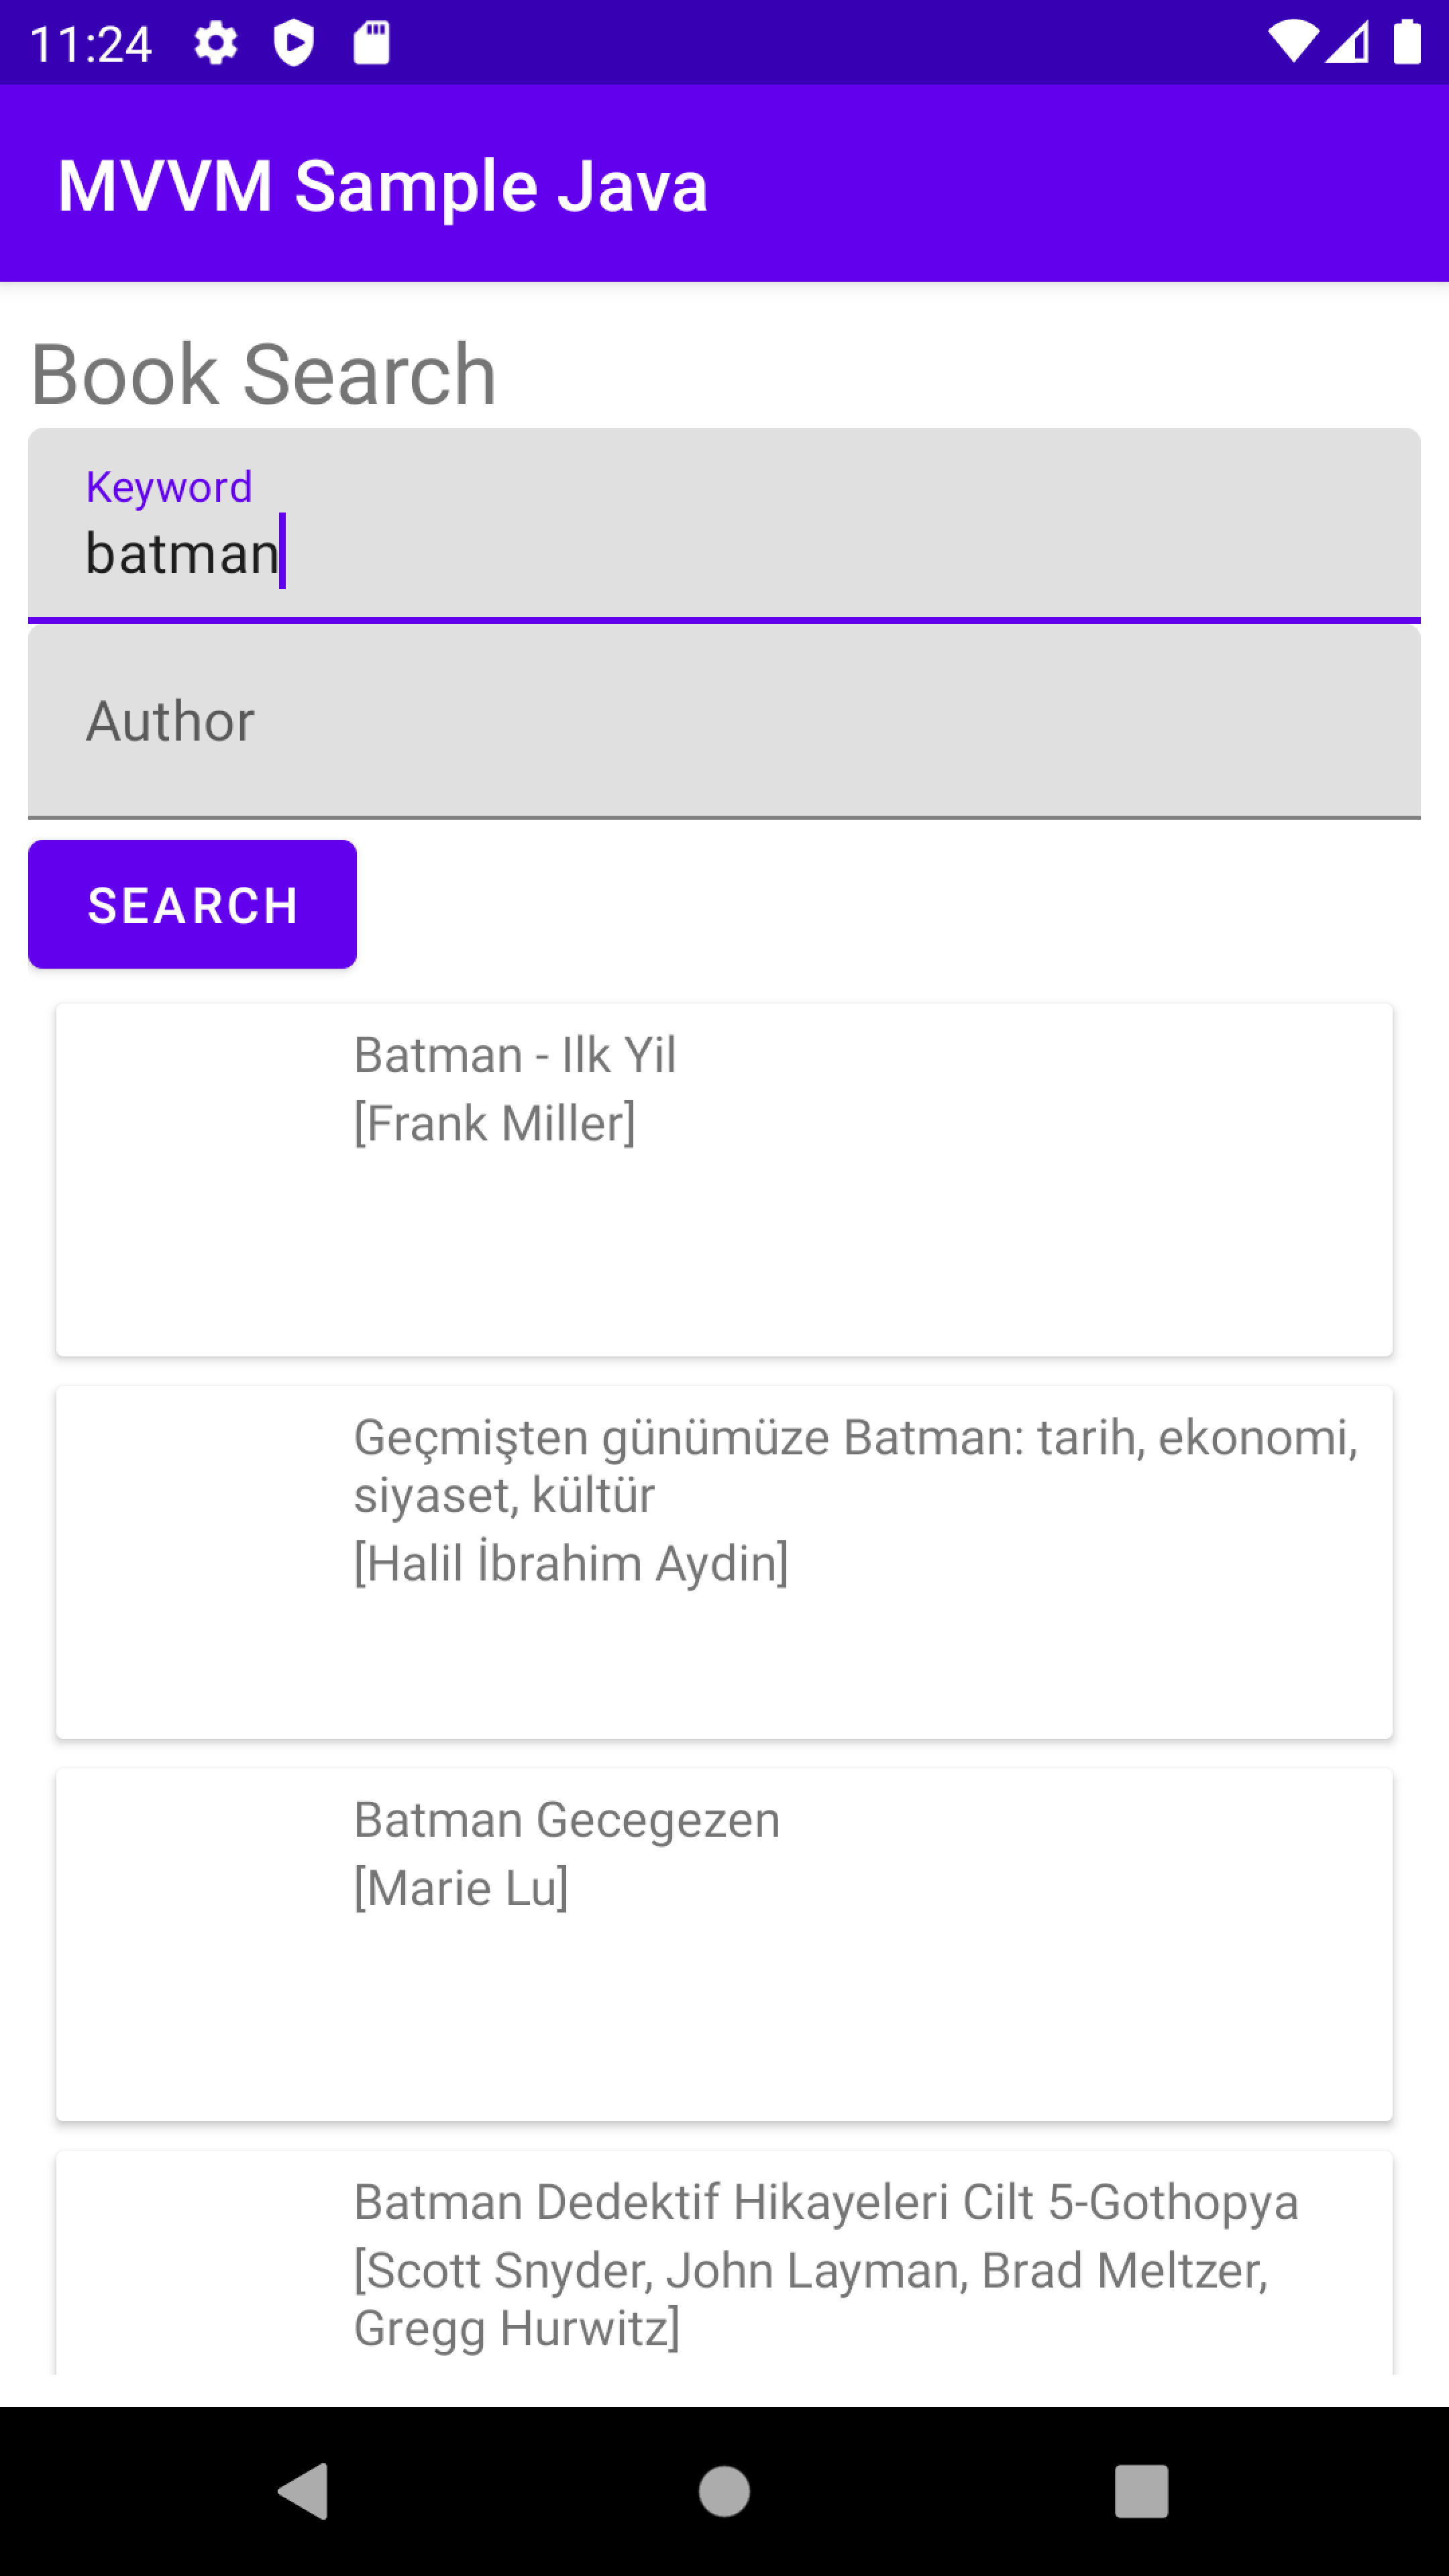 11:24
MVVM Sample Java
Book Search
Keyword
batman
Author
SEARCH
Batman - Ilk Yil
[Frank Miller]
Geçmişten günümüze Batman: tarih, ekonomi,
siyaset, kültür
[Halil İbrahim Aydin]
Batman Gecegezen
[Marie Lu]
Batman Dedektif Hikayeleri Cilt 5-Gothopya
[Scott Snyder, John Layman, Brad Meltzer,
Gregg Hurwitz]